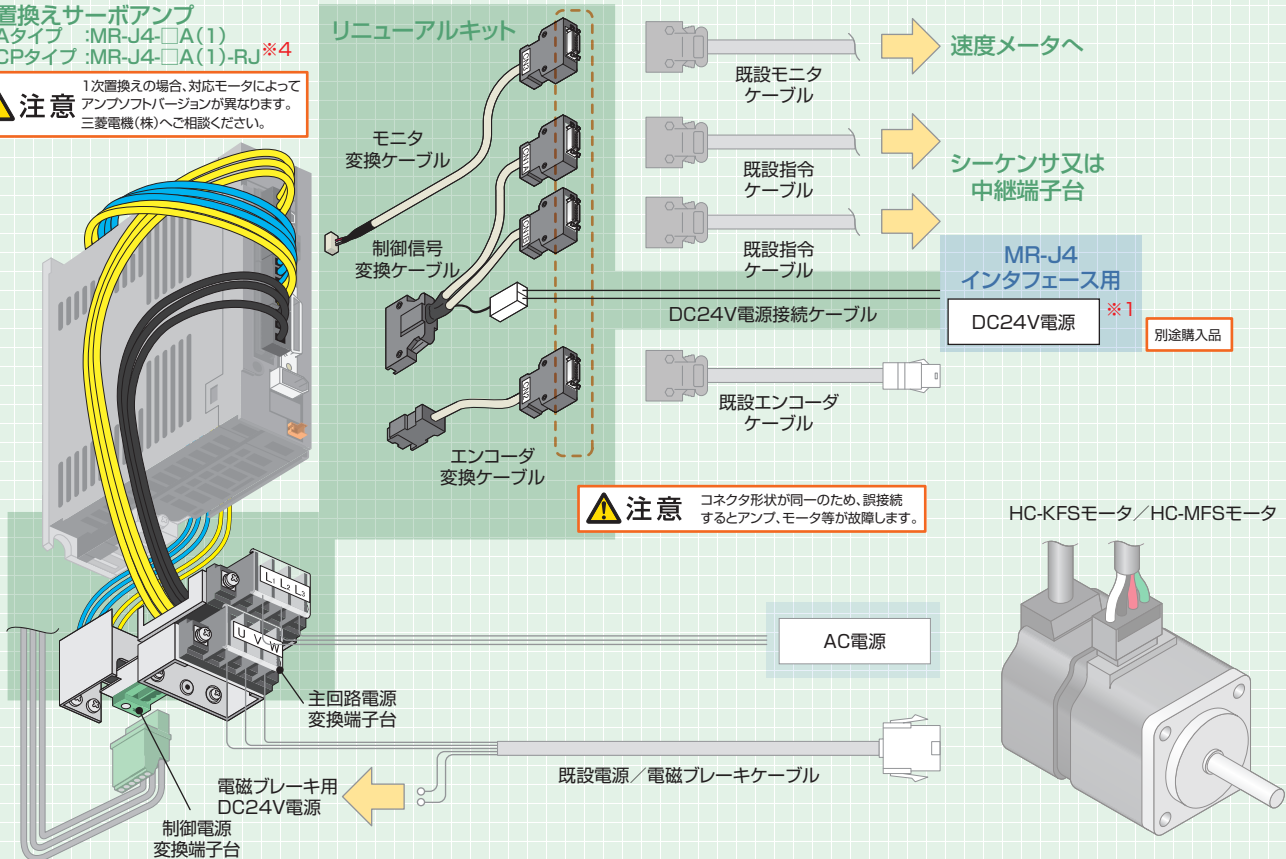 置換えサーボアンプ
Aタイプ :MR-J4-□A(1)
CPタイプ :MR-J4-□A(1)-RJ※4
注意
1次置換えの場合、対応モータによって
アンプソフトバージョンが異なります。
三菱電機(株)へご相談ください。
リニューアルキット
モニタ
変換ケーブル
制御信号
変換ケーブル
エンコーダ
変換ケーブル
CN3
CN1A
CN1B
CN2
既設モニタ
ケーブル
速度メータへ
既設指令
ケーブル
既設指令
ケーブル
シーケンサ又は
中継端子台
DC24V電源接続ケーブル
MR-J4
インタフェース用
DC24V電源
※1
別途購入品
既設エンコーダ
ケーブル
注意
コネクタ形状が同一のため、誤接続
するとアンプ、モータ等が故障します。
HC-KFSモータ/HC-MFSモータ
L1 L2 L3
U V W
AC電源
主回路電源
変換端子台
既設電源/電磁ブレーキケーブル
電磁ブレーキ用
DC24V電源
制御電源
変換端子台